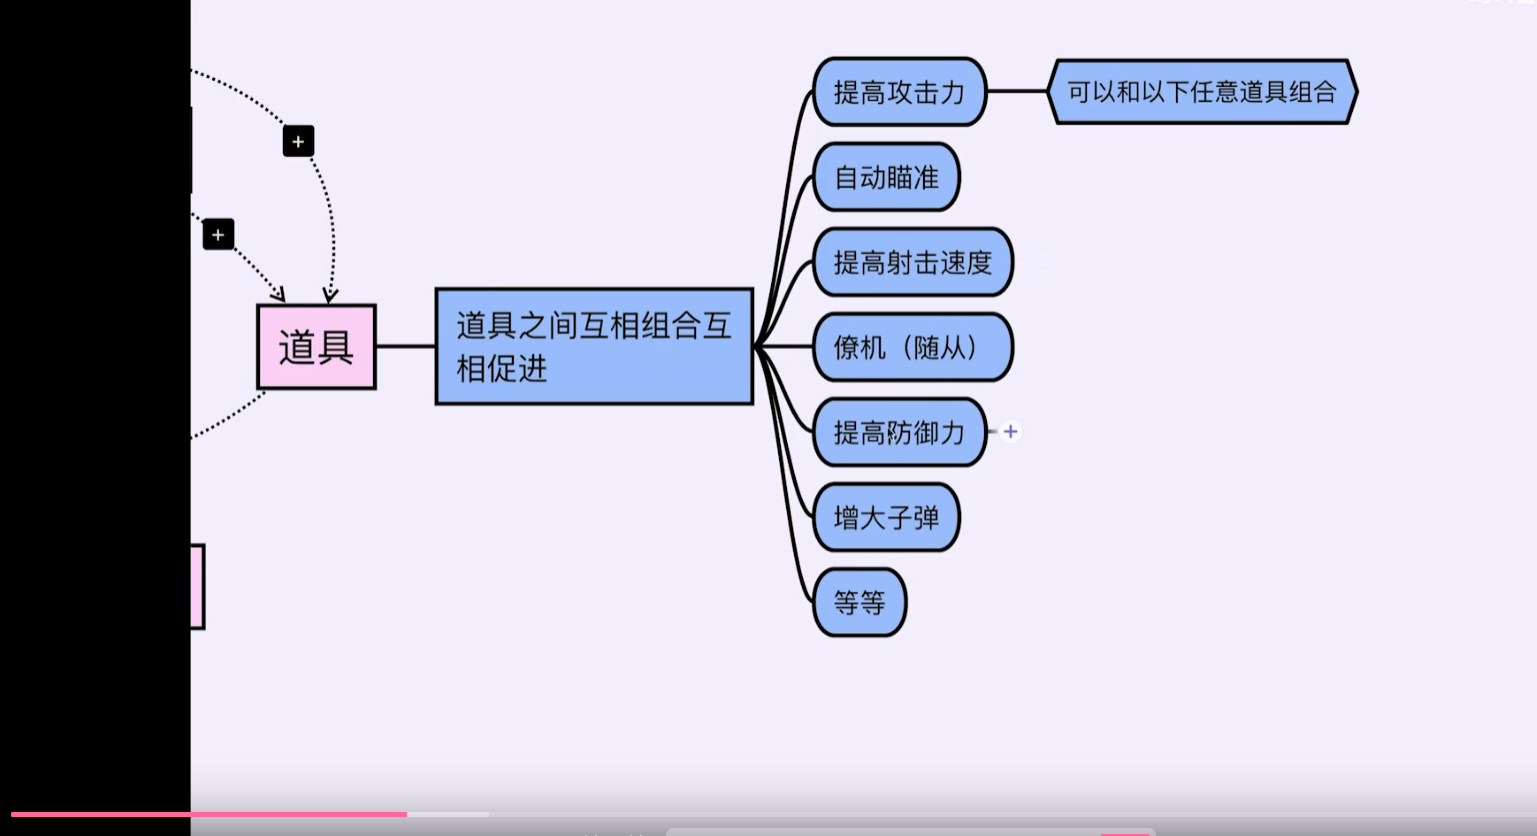 提高攻击力
可以和以下任意道具组合
自动瞄准
提高射击速度
道具
道具之间互相组合互
相促进
僚机（随从）
提高防御力
增大子弹
等等